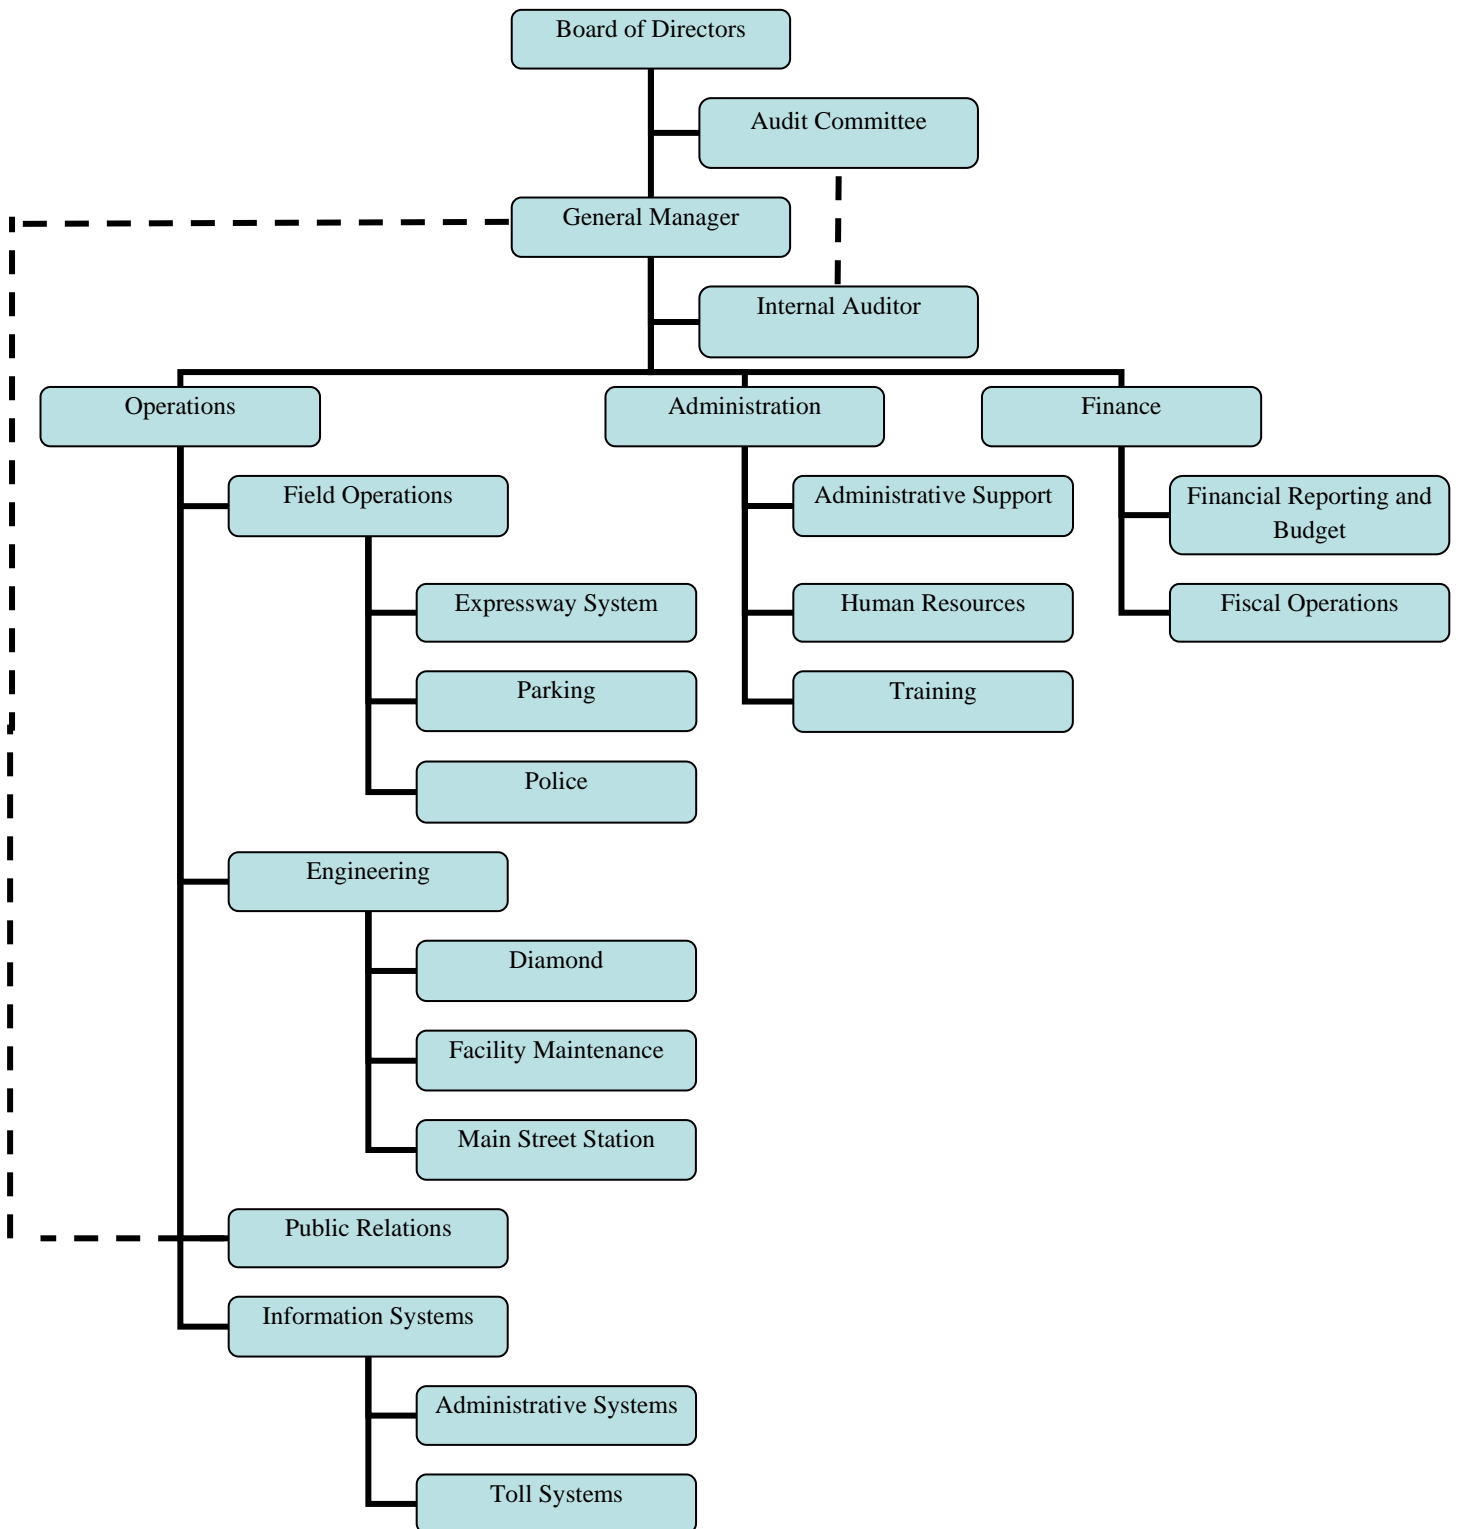 Board of Directors
Audit Committee
General Manager
Internal Auditor
Operations
Administration
Finance
Field Operations
Administrative Support
Financial Reporting and
Budget
Expressway System
Human Resources
Fiscal Operations
Parking
Training
Police
Engineering
Diamond
Facility Maintenance
Main Street Station
Public Relations
Information Systems
Administrative Systems
Toll Systems